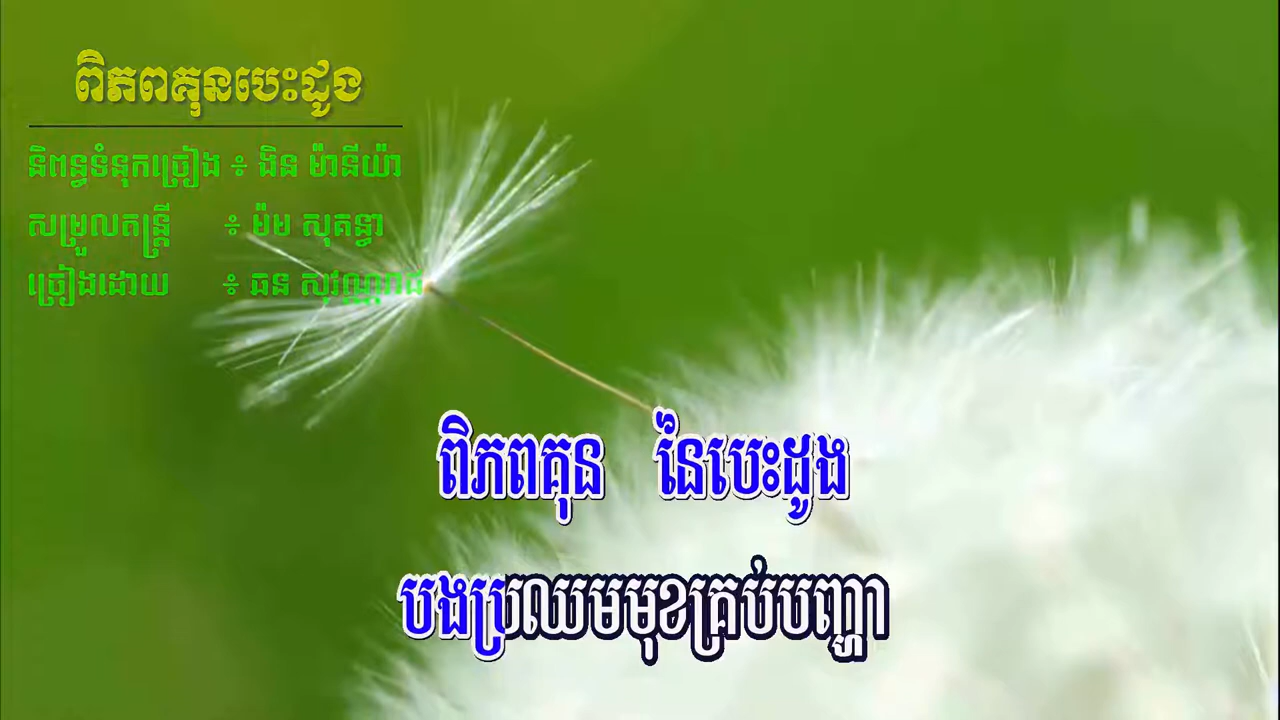 ពិភពគុនបេះដូង
និពន្ធទំនុកច្រៀង ៖ ងិន ម៉ានីយ៉ា
សម្រួលតន្ត្រី ៖ ម៉ម សុគន្ធា
ច្រៀងដោយ ៖ ឆន សុវណ្ណរាជ
ពិភពគុន នៃបេះដូង
បងប្រឈមមុខគ្រប់បញ្ហា